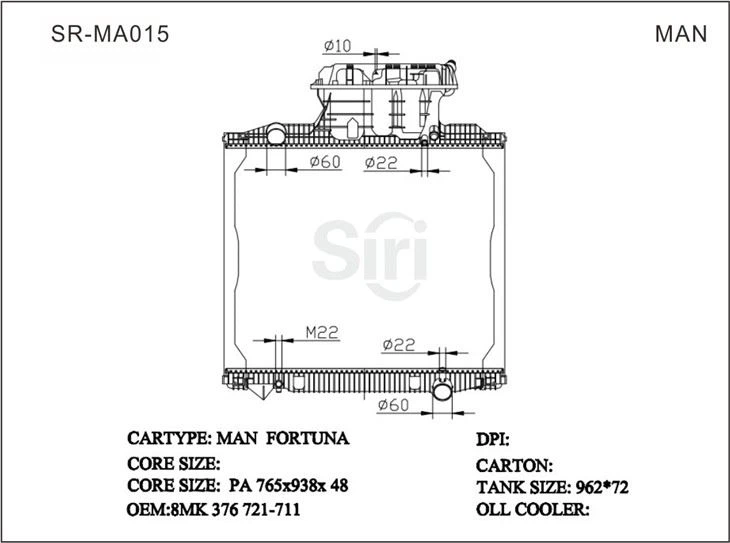 SR-MA015
MAN
Ø10
Ø60
Ø22
Siri
M22
Ø22
Ø60
CARTYPE: MAN FORTUNA
CORE SIZE:
CORE SIZE: PA 765x938x 48
OEM:8MK 376 721-711
DPI:
CARTON:
TANK SIZE: 962*72
OLL COOLER: